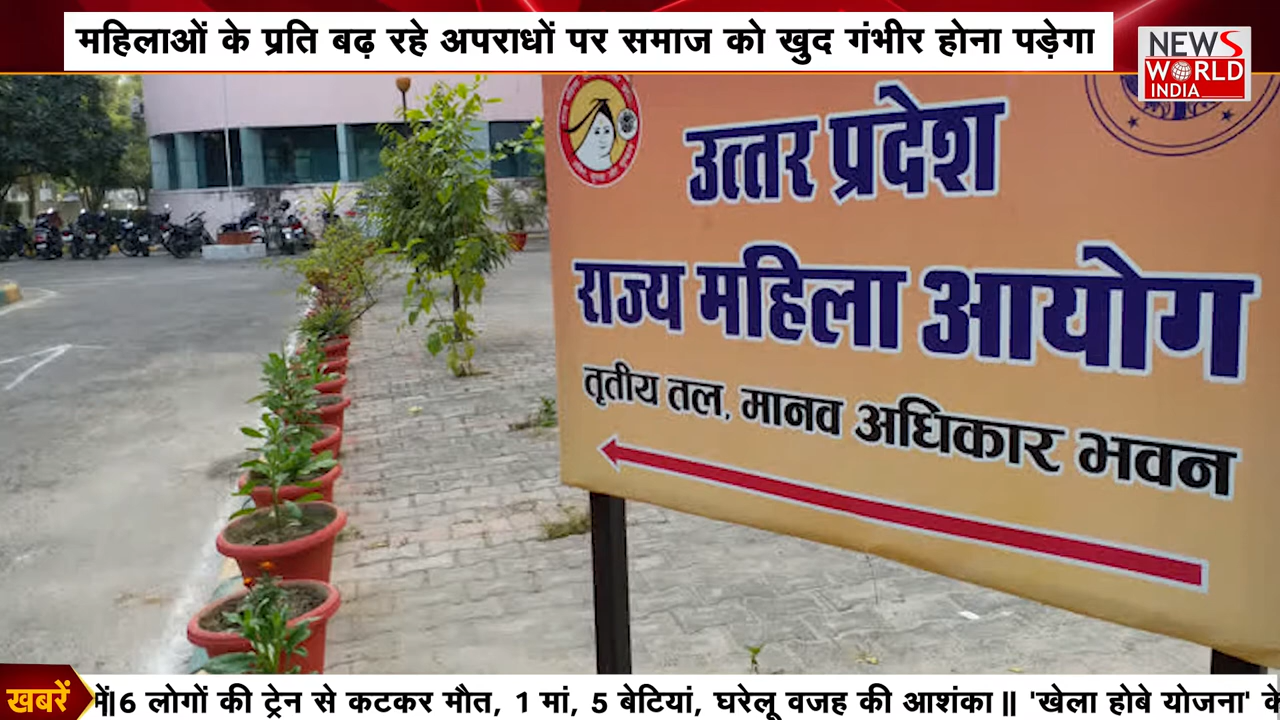 महिलाओं के प्रति बढ़ रहे अपराधों पर समाज को खुद गंभीर होना पड़ेगा
NEWS
WORLD
INDIA
उत्तर प्रदेश
राज्य महिला आयोग
तृतीय तल, मानव अधिकार भवन
खबरें
में|| 6 लोगों की ट्रेन से कटकर मौत, 1 मां, 5 बेटियां, घरेलू वजह की आशंका || 'खेला होबे योजना' के